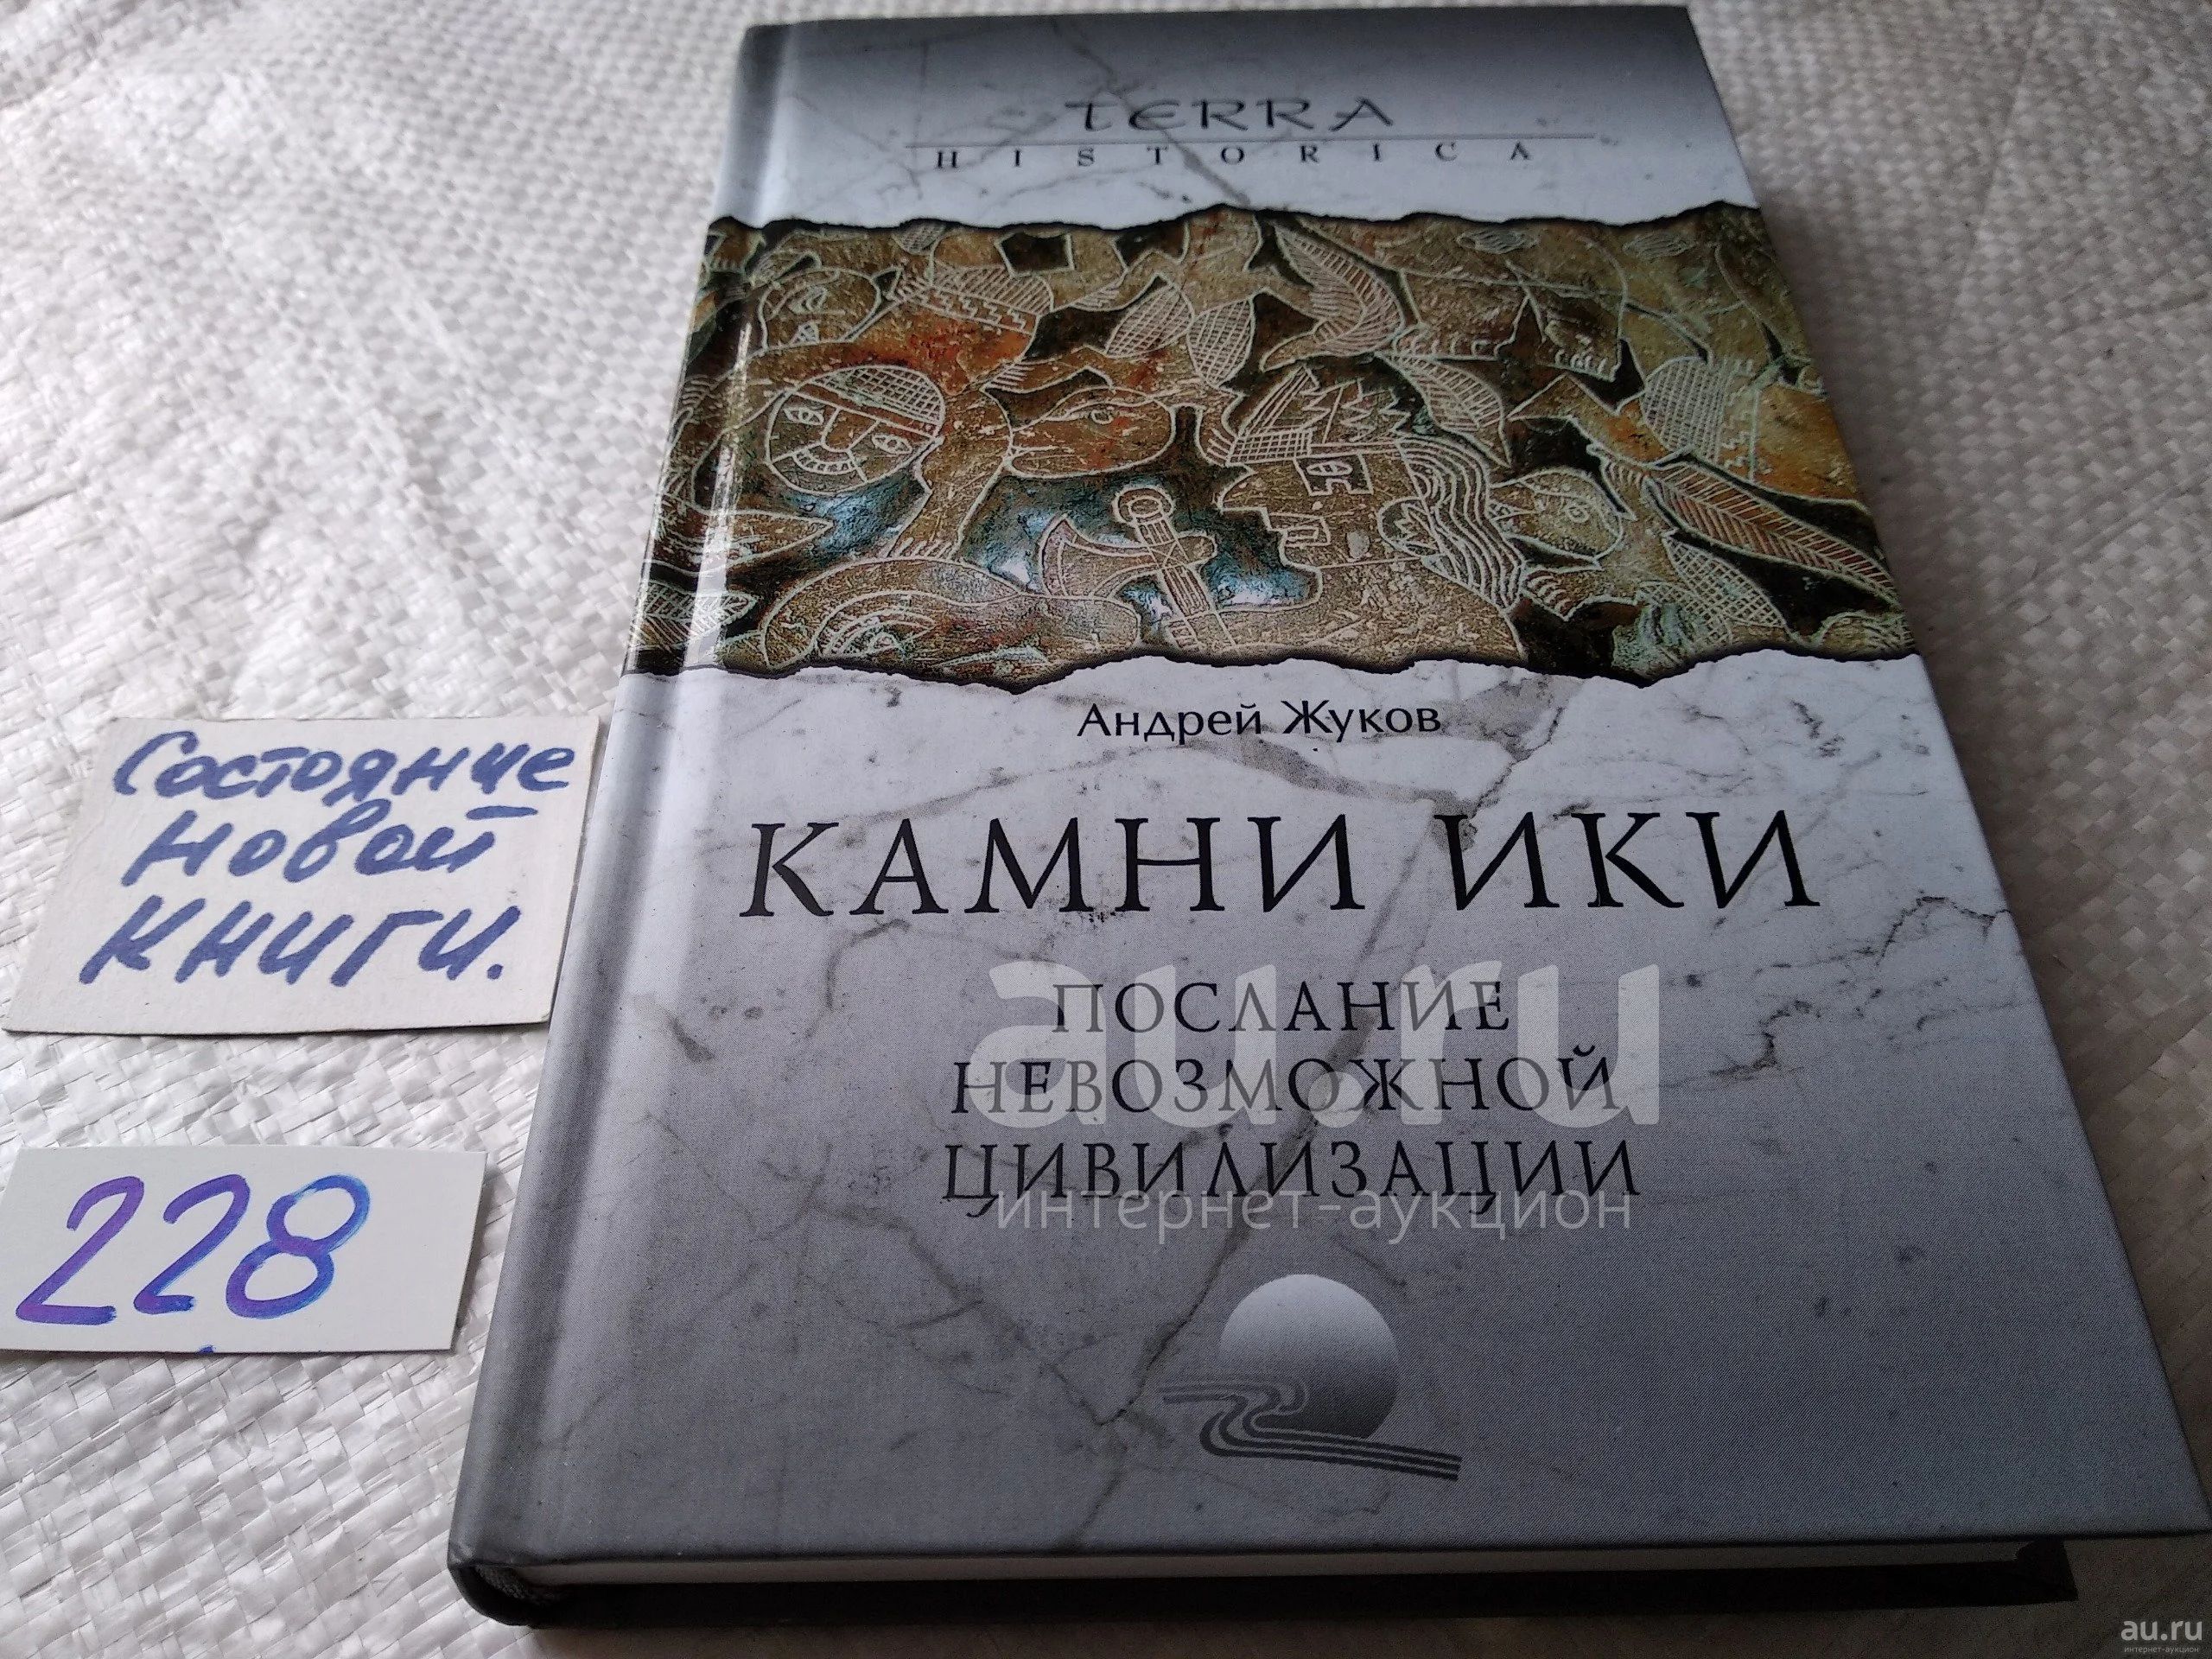 TERRA
HISTORICA
Андрей Жуков
КАМНИ ИКИ
ПОСЛАНИЕ
НЕВОЗМОЖНОЙ
ЦИВИЛИЗАЦИИ
Состояние
новой
книги.
228
au.ru
интернет-аукцион
au.ru
интернет-аукцион